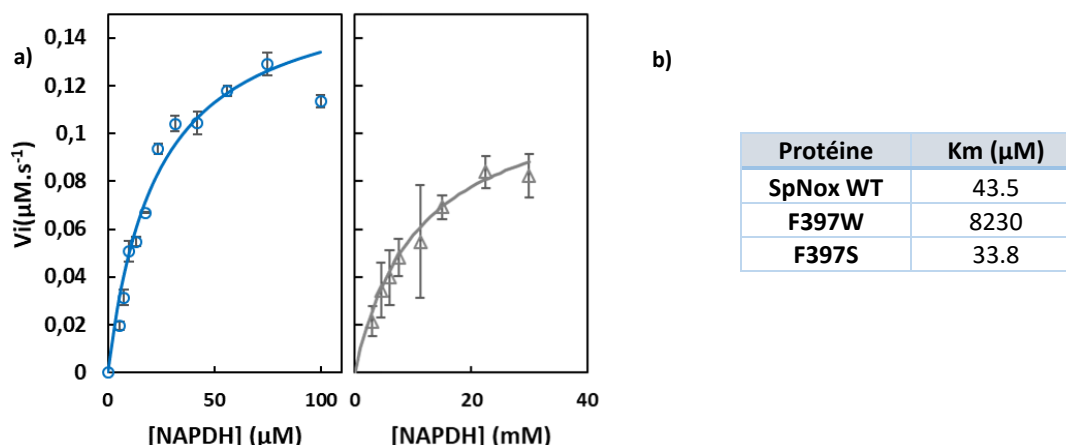 a)
b)
Vi(µM.s⁻¹)
0,14
0,12
0,1
0,08
0,06
0,04
0,02
0
0 50 100
0 20 40
[NAPDH] (µM)
[NAPDH] (mM)
Protéine Km (µM)
SpNox WT 43.5
F397W 8230
F397S 33.8